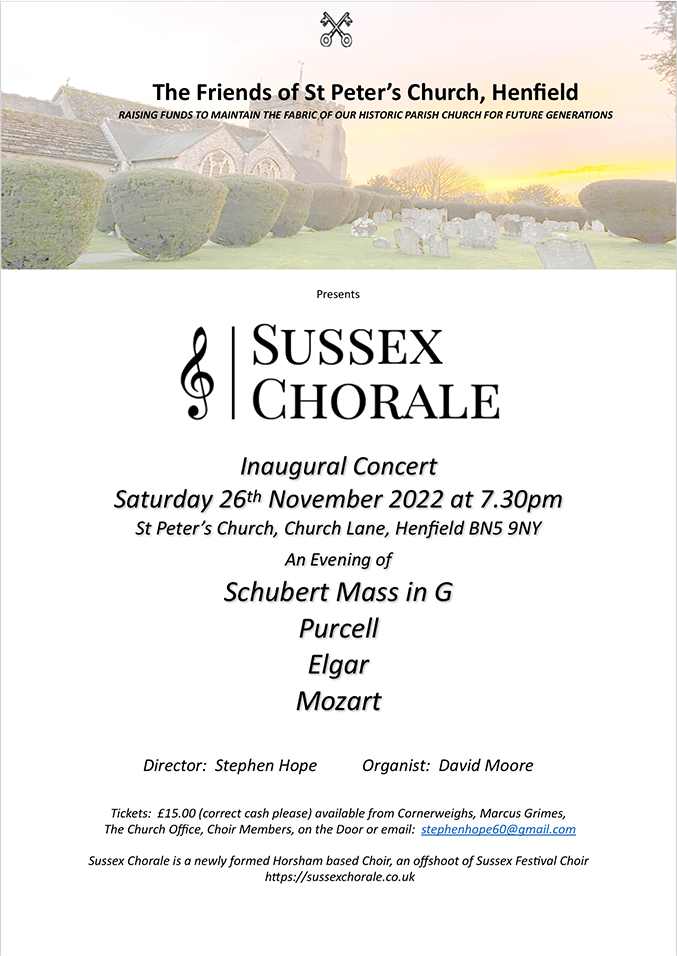 The Friends of St Peter's Church, Henfield
RAISING FUNDS TO MAINTAIN THE FABRIC OF OUR HISTORIC PARISH CHURCH FOR FUTURE GENERATIONS
Presents
SUSSEX
CHORALE
Inaugural Concert
Saturday 26th November 2022 at 7.30pm
St Peter's Church, Church Lane, Henfield BN5 9NY
An Evening of
Schubert Mass in G
Purcell
Elgar
Mozart
Director: Stephen Hope Organist: David Moore
Tickets: £15.00 (correct cash please) available from Cornerweighs, Marcus Grimes,
The Church Office, Choir Members, on the Door or email: stephenhope60@gmail.com
Sussex Chorale is a newly formed Horsham based Choir, an offshoot of Sussex Festival Choir
https://sussexchorale.co.uk